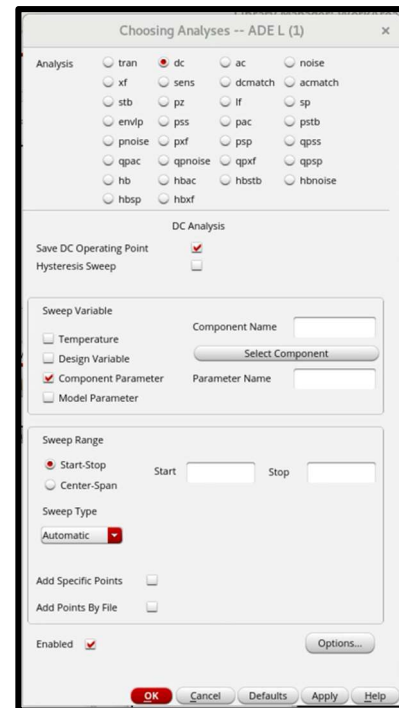 Choosing Analyses -- ADE L (1)
Analysis tran dc ac noise
xf sens dcmatch acmatch
stb pz lf sp
envlp pss pac pstb
pnoise pxf psp qpss
qpac qpnoise qpxf qpsp
hb hbac hbstb hbnoise
hbsp hbxf
DC Analysis
Save DC Operating Point
Hysteresis Sweep
Sweep Variable
Temperature
Design Variable
Component Parameter
Model Parameter
Component Name
Select Component
Parameter Name
Sweep Range
Start-Stop
Center-Span
Start Stop
Sweep Type
Automatic
Add Specific Points
Add Points By File
Enabled Options...
OK Cancel Defaults Apply Help